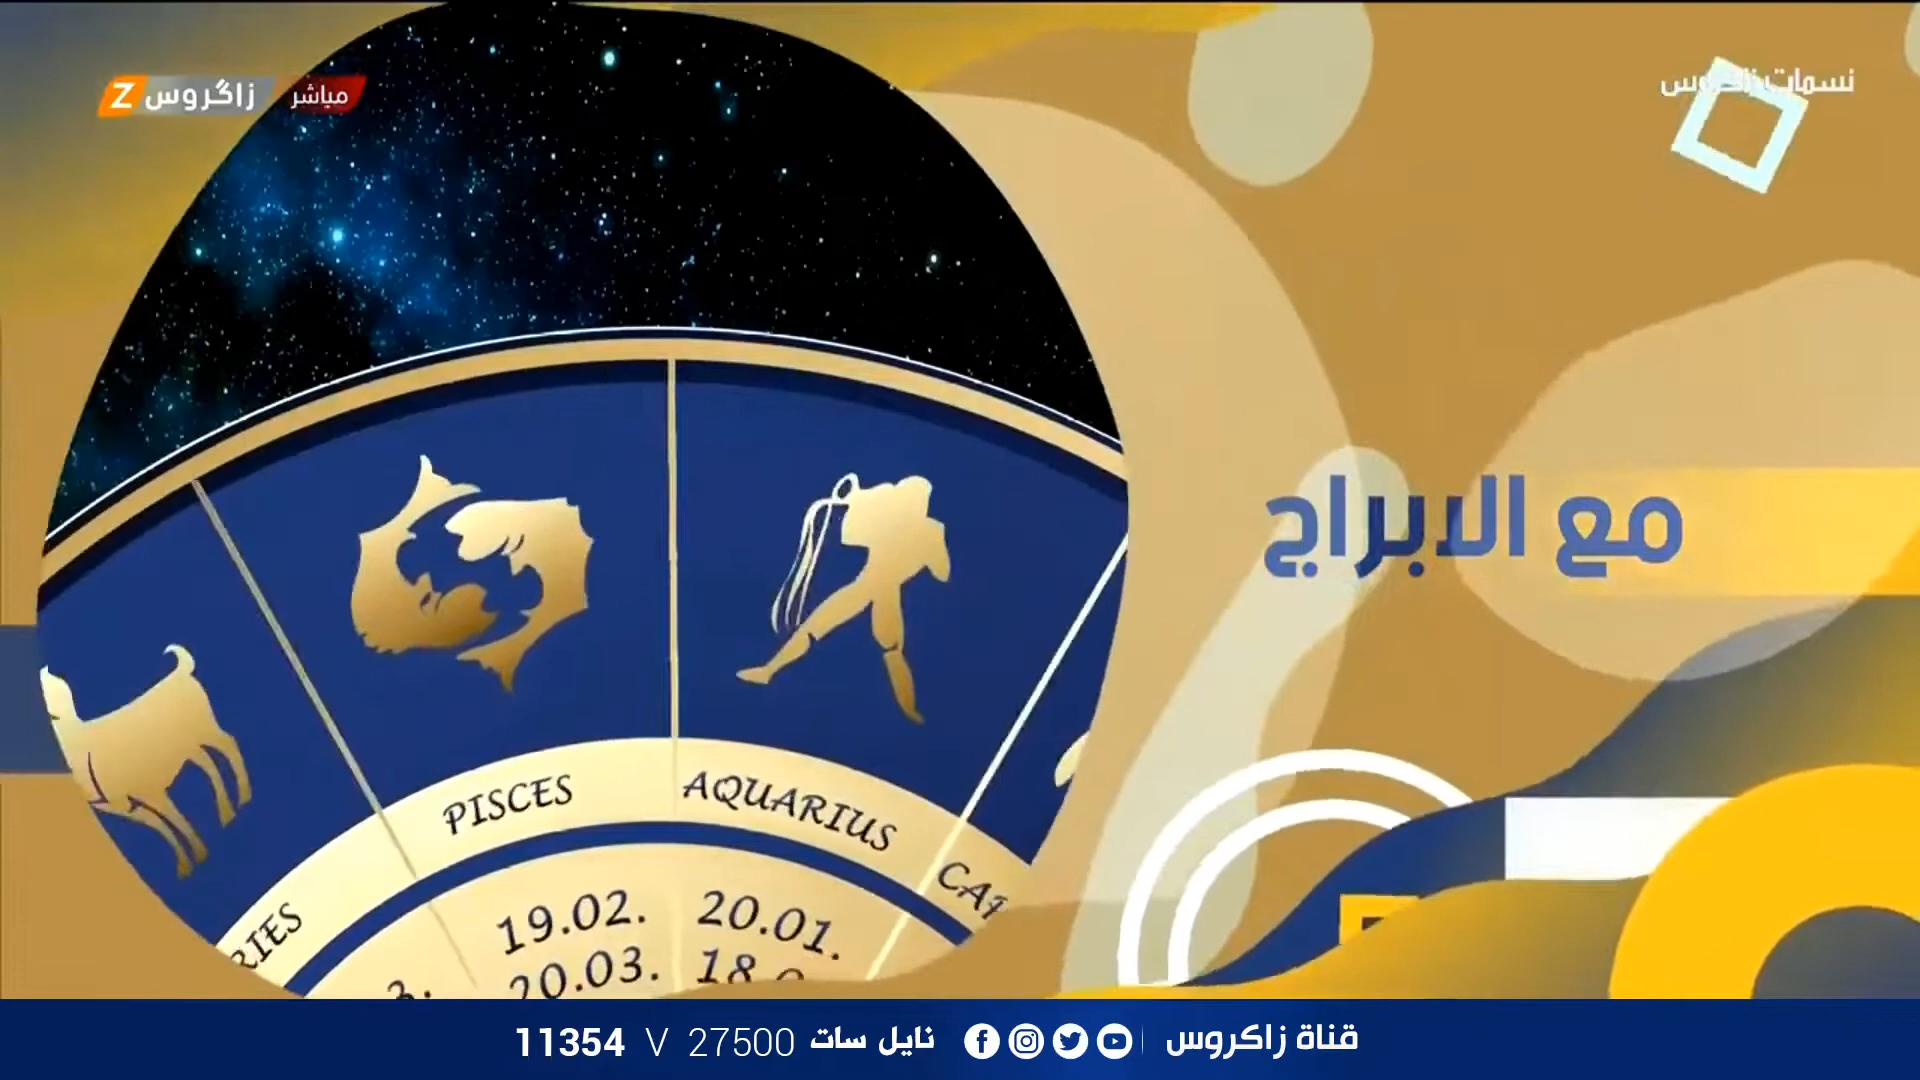 Z زاگروس مباشر
نسمات زاگروس
مع الابراج
PISCES
AQUARIUS
19.02.
20.03.
20.01.
قناة زاكروس
نايل سات 27500 V 11354